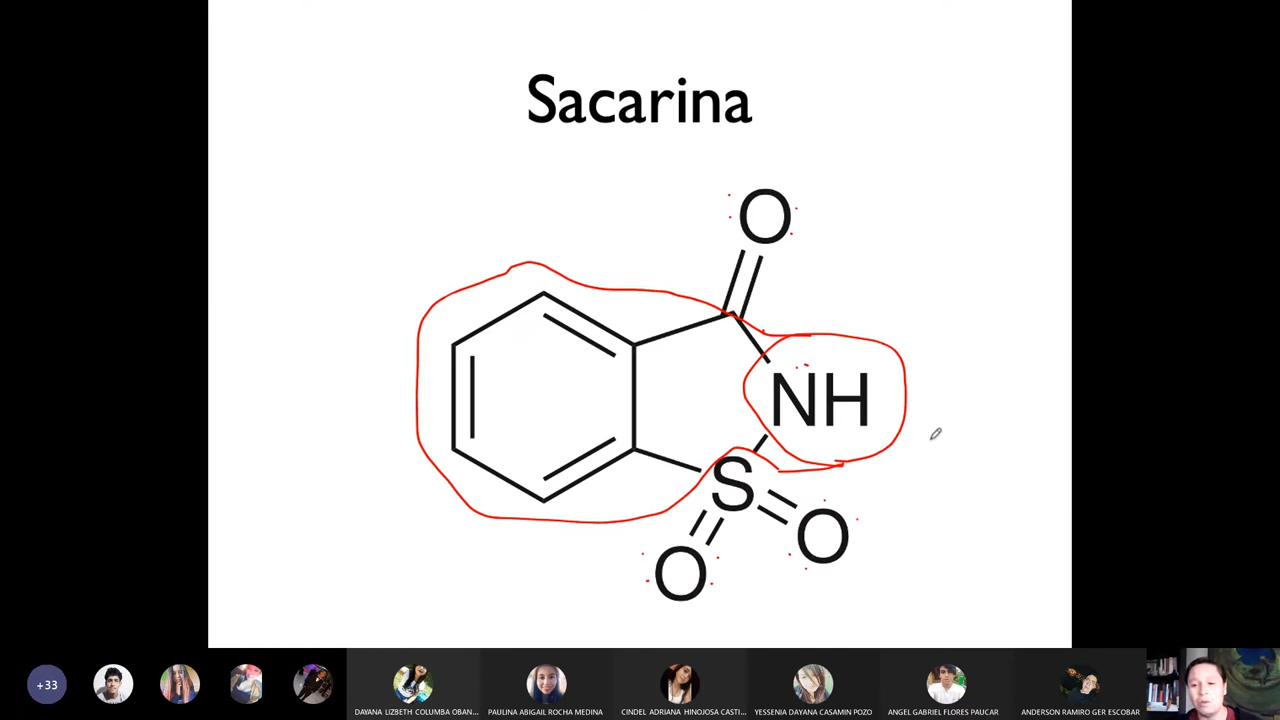 Sacarina
O
NH
S
O
O
+33
DAYANA LIZBETH COLUMBA OBAN...
PAULINA ABIGAIL ROCHA MEDINA
CINDEL ADRIANA HINOJOSA CASTI...
YESSENIA DAYANA CASAMIN POZO
ANGEL GABRIEL FLORES PAUCAR
ANDERSON RAMIRO GER ESCOBAR